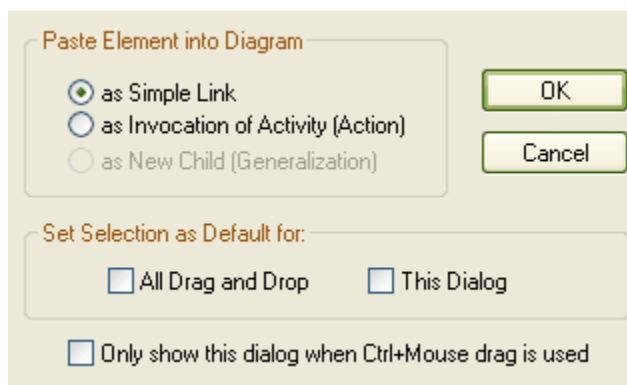 Paste Element into Diagram
as Simple Link
OK
as Invocation of Activity (Action)
as New Child (Generalization)
Cancel
Set Selection as Default for:
All Drag and Drop
This Dialog
Only show this dialog when Ctrl+Mouse drag is used